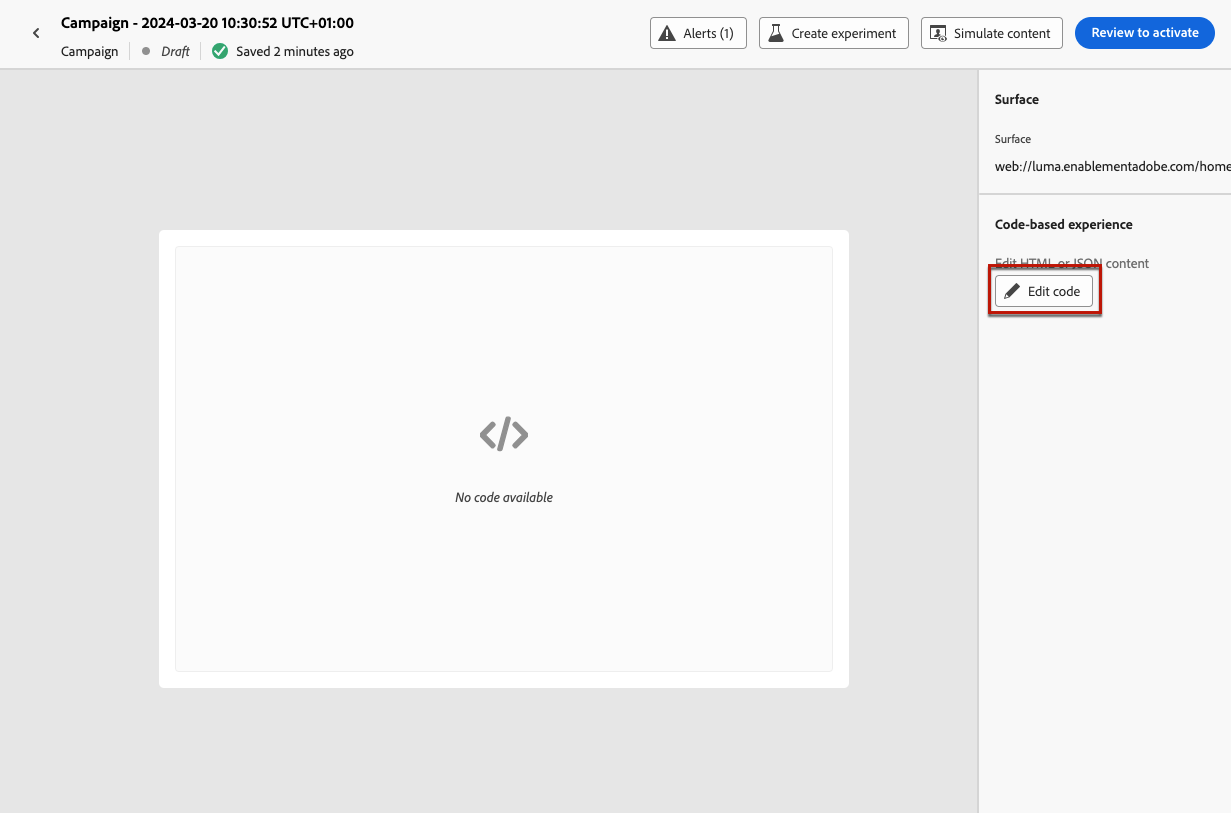 Campaign - 2024-03-20 10:30:52 UTC+01:00
Campaign Draft Saved 2 minutes ago
Alerts (1) Create experiment Simulate content Review to activate
Surface
Surface
web://luma.enablementadobe.com/home
Code-based experience
Edit HTML or JSON content
Edit code
</>
No code available